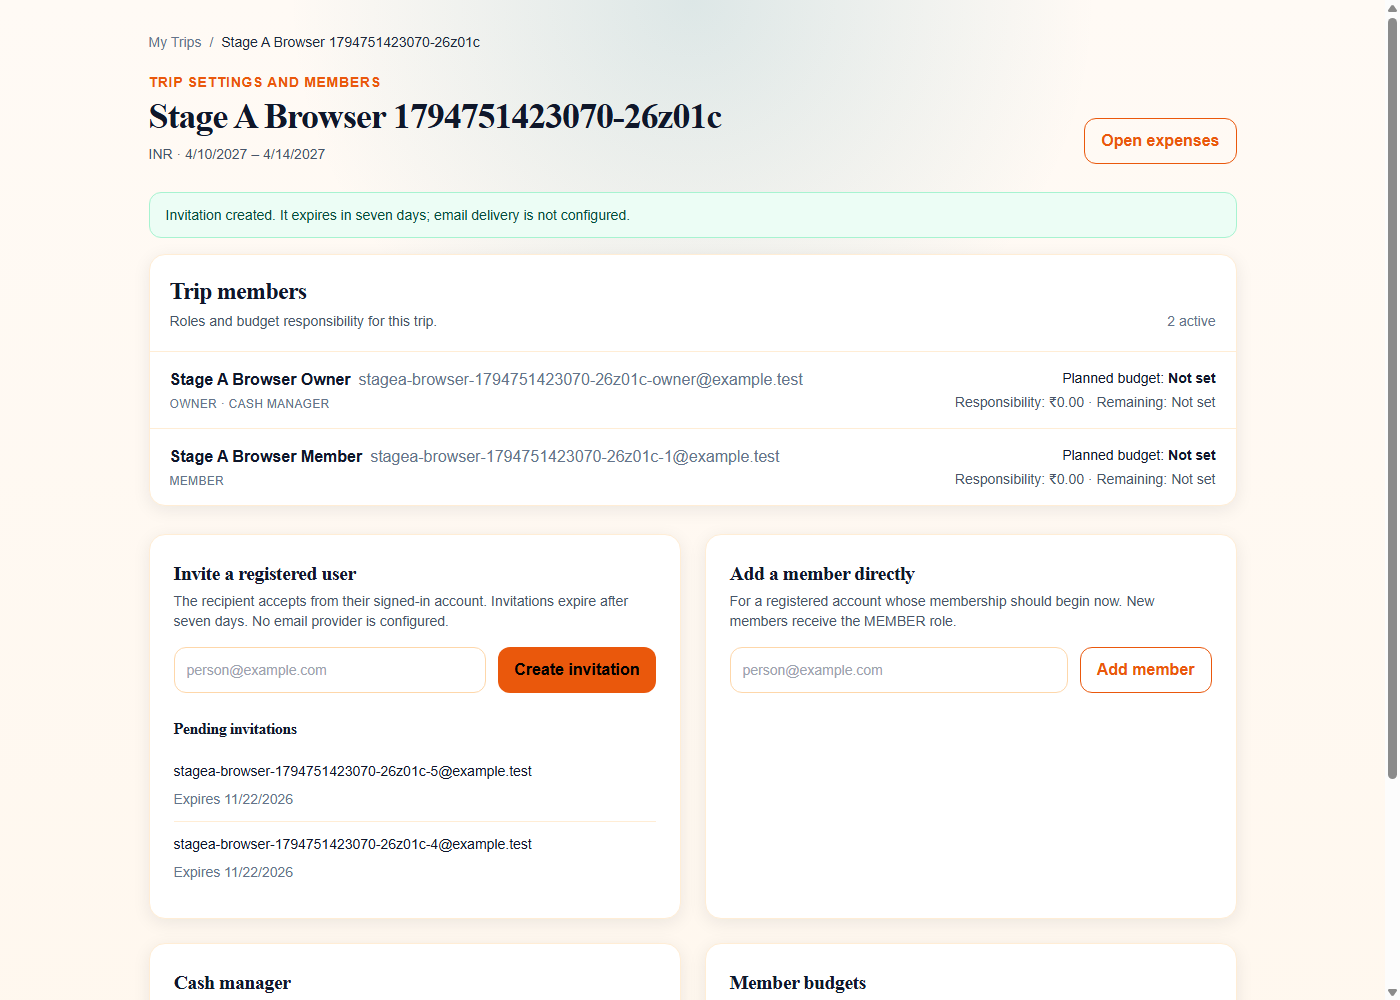 My Trips / Stage A Browser 1794751423070-26z01c
TRIP SETTINGS AND MEMBERS
Stage A Browser 1794751423070-26z01c
INR · 4/10/2027 – 4/14/2027
Open expenses
Invitation created. It expires in seven days; email delivery is not configured.
Trip members
Roles and budget responsibility for this trip.
2 active
Stage A Browser Owner stagea-browser-1794751423070-26z01c-owner@example.test
OWNER · CASH MANAGER
Planned budget: Not set
Responsibility: ₹0.00 · Remaining: Not set
Stage A Browser Member stagea-browser-1794751423070-26z01c-1@example.test
MEMBER
Planned budget: Not set
Responsibility: ₹0.00 · Remaining: Not set
Invite a registered user
The recipient accepts from their signed-in account. Invitations expire after
seven days. No email provider is configured.
person@example.com
Create invitation
Pending invitations
stagea-browser-1794751423070-26z01c-5@example.test
Expires 11/22/2026
stagea-browser-1794751423070-26z01c-4@example.test
Expires 11/22/2026
Add a member directly
For a registered account whose membership should begin now. New
members receive the MEMBER role.
person@example.com
Add member
Cash manager
Member budgets